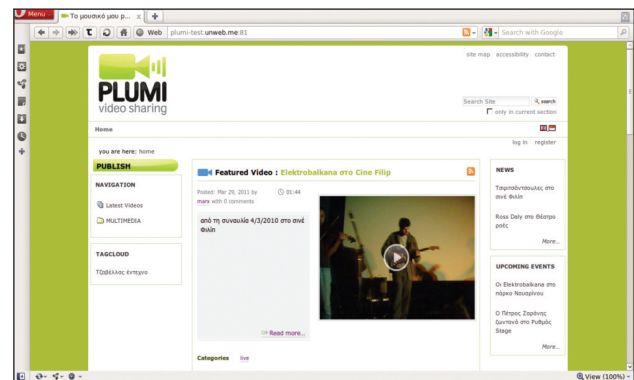 Menu
Το μουσικό μου p...
Web
plumi-test.unweb.me:81
Search with Google
site map accessibility contact
PLUMI
video sharing
Search Site
search
only in current section
Home
log in register
you are here: home
PUBLISH
NAVIGATION
Latest Videos
MULTIMEDIA
TAGCLOUD
Τζαβέλλας έντεχνο
Featured Video : Elektrobalkana στο Cine Filip
Posted: Mar 29, 2011 by
marx with 0 comments
01:44
από τη συναυλία 4/3/2010 στο σινέ
Φιλίπ
Read more...
Categories live
NEWS
Τσιριτσάντσουλες στο
σινέ Φιλίπ
Ross Daly στο Θέατρο
ροές
More...
UPCOMING EVENTS
Οι Elektrobalkana στο
πάρκο Ναυαρίνου
Ο Πέτρος Ζαράνης
ζωντανά στο Ρυθμός
Stage
More...
View (100%)